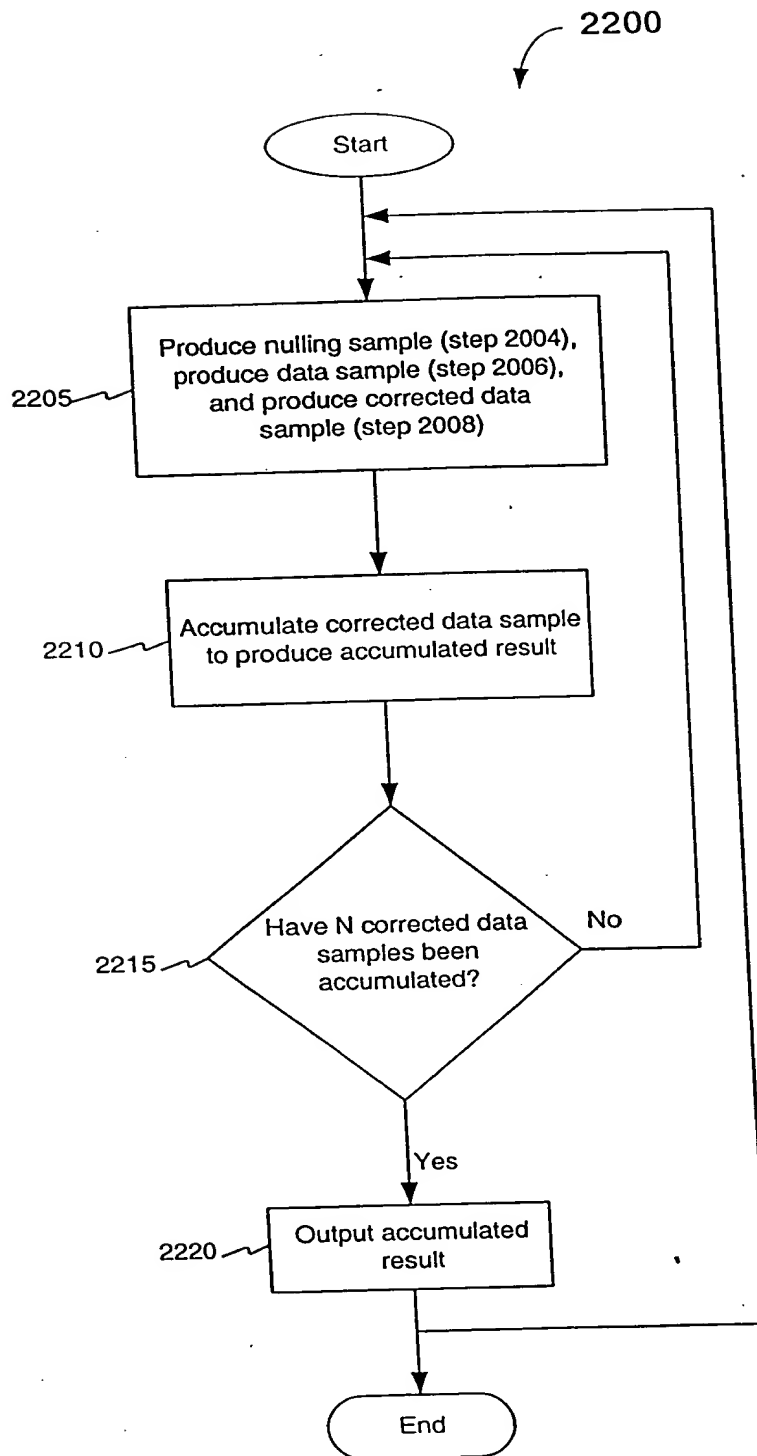 2200
Start
2205
Produce nulling sample (step 2004),
produce data sample (step 2006),
and produce corrected data
sample (step 2008)
2210
Accumulate corrected data sample
to produce accumulated result
2215
Have N corrected data
samples been
accumulated?
No
Yes
2220
Output accumulated
result
End